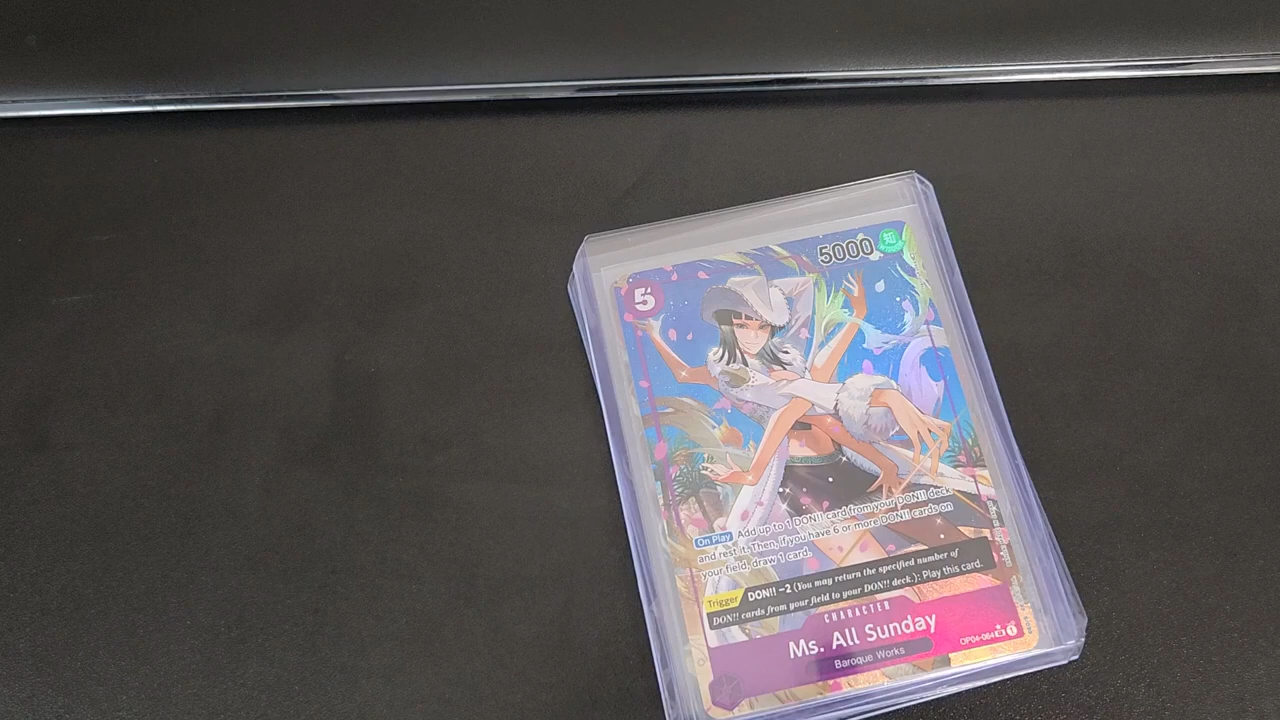 5000 知
5
On Play Add up to 1 DON!! card from your DON!! deck
and rest it. Then, if you have 6 or more DON!! cards on
your field, draw 1 card.
Trigger DON!! −2 (You may return the specified number of
DON!! cards from your field to your DON!! deck.): Play this card.
CHARACTER
Ms. All Sunday
Baroque Works
OP04-064